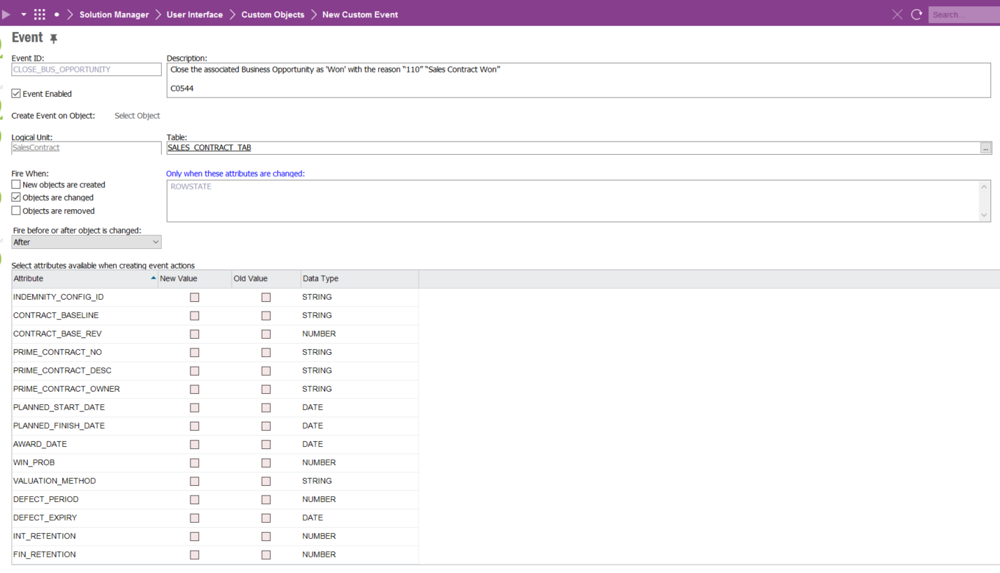 Solution Manager > User Interface > Custom Objects > New Custom Event Search...
Event
Event ID: Description:
CLOSE_BUS_OPPORTUNITY Close the associated Business Opportunity as 'Won' with the reason “110” “Sales Contract Won”
C0544
Event Enabled
Create Event on Object: Select Object
Logical Unit: Table:
SalesContract SALES_CONTRACT_TAB ...
Fire When: Only when these attributes are changed:
New objects are created ROWSTATE
Objects are changed
Objects are removed
Fire before or after object is changed:
After
Select attributes available when creating event actions
Attribute New Value Old Value Data Type
INDEMNITY_CONFIG_ID STRING
CONTRACT_BASELINE STRING
CONTRACT_BASE_REV NUMBER
PRIME_CONTRACT_NO STRING
PRIME_CONTRACT_DESC STRING
PRIME_CONTRACT_OWNER STRING
PLANNED_START_DATE DATE
PLANNED_FINISH_DATE DATE
AWARD_DATE DATE
WIN_PROB NUMBER
VALUATION_METHOD STRING
DEFECT_PERIOD NUMBER
DEFECT_EXPIRY DATE
INT_RETENTION NUMBER
FIN_RETENTION NUMBER